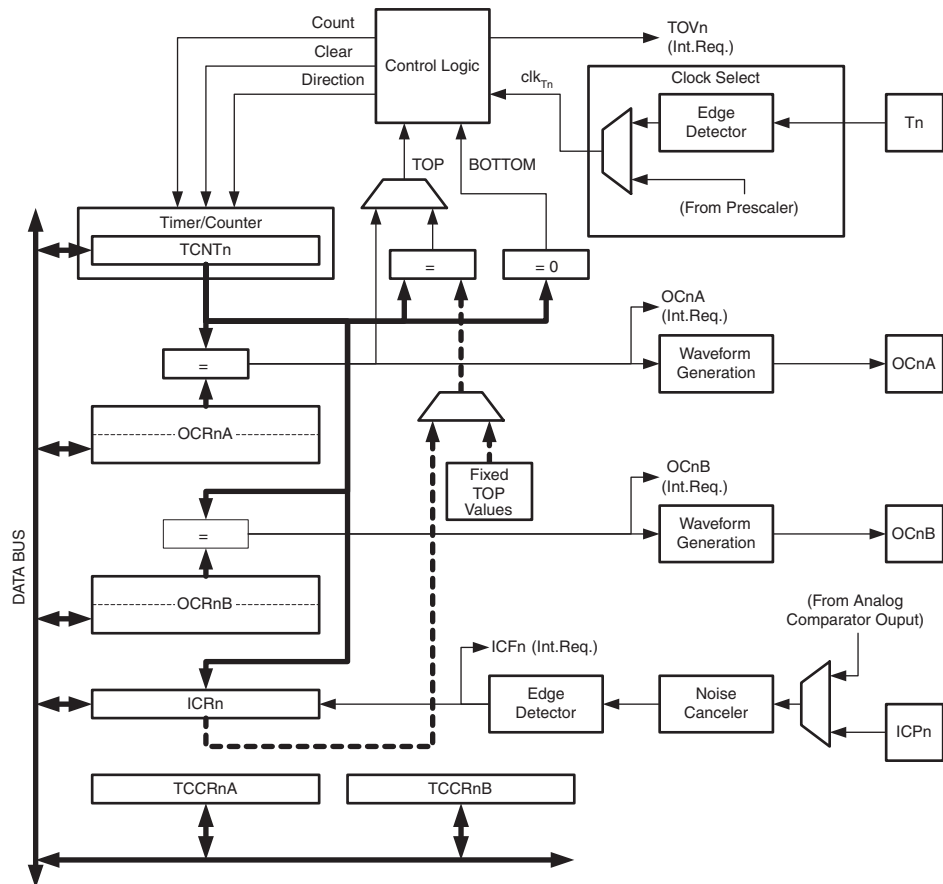 Count
Clear
Direction
Control Logic
TOVn
(Int.Req.)
clkTn
Clock Select
Edge
Detector
Tn
(From Prescaler)
TOP
BOTTOM
Timer/Counter
TCNTn
=
= 0
OCnA
(Int.Req.)
=
Waveform
Generation
OCnA
OCRnA
Fixed
TOP
Values
OCnB
(Int.Req.)
=
Waveform
Generation
OCnB
DATA BUS
OCRnB
(From Analog
Comparator Ouput)
ICFn (Int.Req.)
ICRn
Edge
Detector
Noise
Canceler
ICPn
TCCRnA
TCCRnB